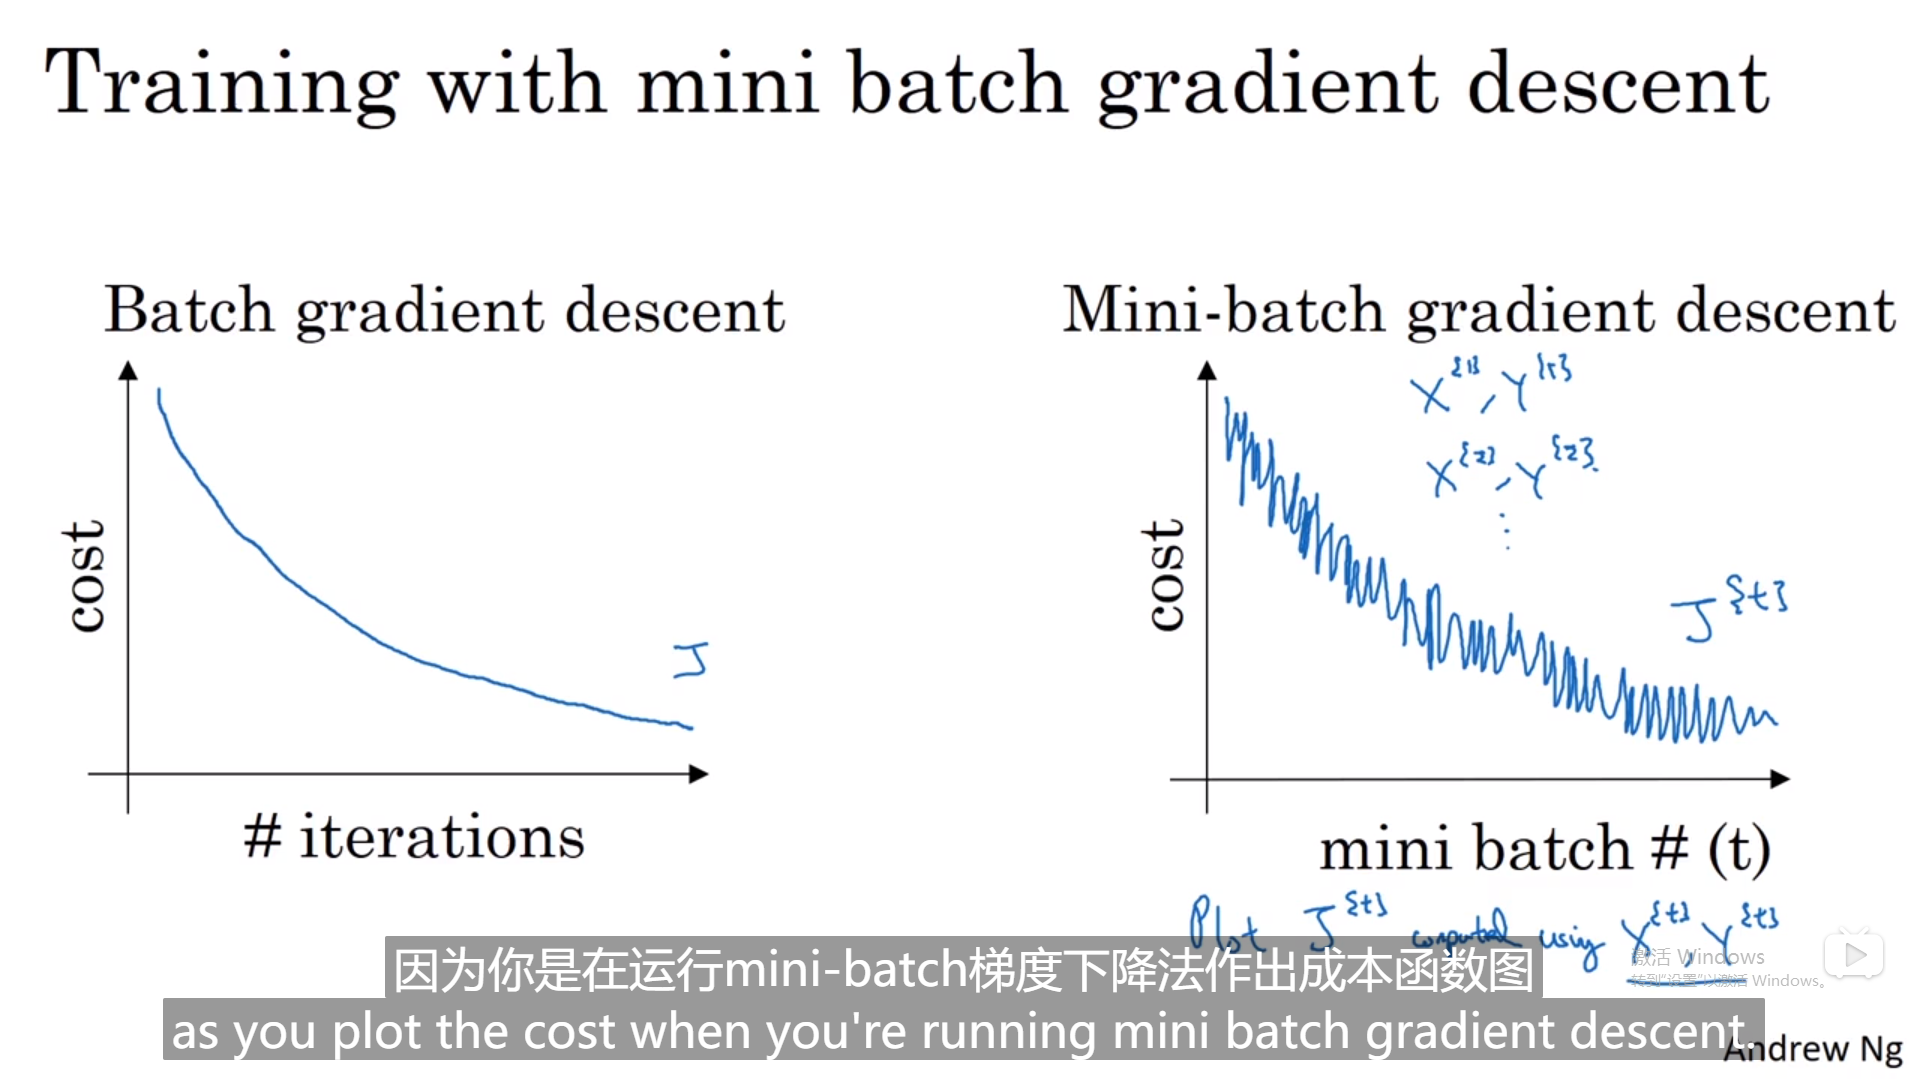 Training with mini batch gradient descent
Batch gradient descent
cost
J
# iterations
Mini-batch gradient descent
X^{1}, Y^{1}
X^{2}, Y^{2}
⋮
cost
J^{t}
mini batch # (t)
Plot J^{t} computed using X^{t}, Y^{t}
激活 Windows
转到“设置”以激活 Windows。
因为你是在运行mini-batch梯度下降法作出成本函数图
as you plot the cost when you're running mini batch gradient descent.
Andrew Ng